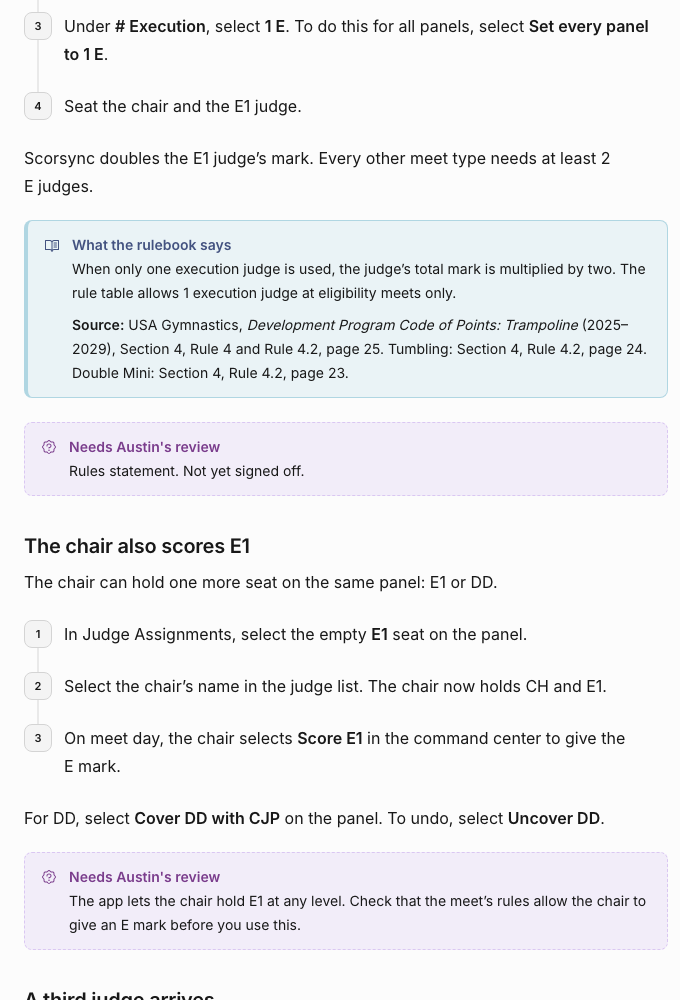 3
Under # Execution, select 1 E. To do this for all panels, select Set every panel
to 1 E.
4
Seat the chair and the E1 judge.
Scorsync doubles the E1 judge’s mark. Every other meet type needs at least 2
E judges.
What the rulebook says
When only one execution judge is used, the judge’s total mark is multiplied by two. The
rule table allows 1 execution judge at eligibility meets only.
Source: USA Gymnastics, Development Program Code of Points: Trampoline (2025–
2029), Section 4, Rule 4 and Rule 4.2, page 25. Tumbling: Section 4, Rule 4.2, page 24.
Double Mini: Section 4, Rule 4.2, page 23.
Needs Austin's review
Rules statement. Not yet signed off.
The chair also scores E1
The chair can hold one more seat on the same panel: E1 or DD.
1
In Judge Assignments, select the empty E1 seat on the panel.
2
Select the chair’s name in the judge list. The chair now holds CH and E1.
3
On meet day, the chair selects Score E1 in the command center to give the
E mark.
For DD, select Cover DD with CJP on the panel. To undo, select Uncover DD.
Needs Austin's review
The app lets the chair hold E1 at any level. Check that the meet’s rules allow the chair to
give an E mark before you use this.
A third judge arrives